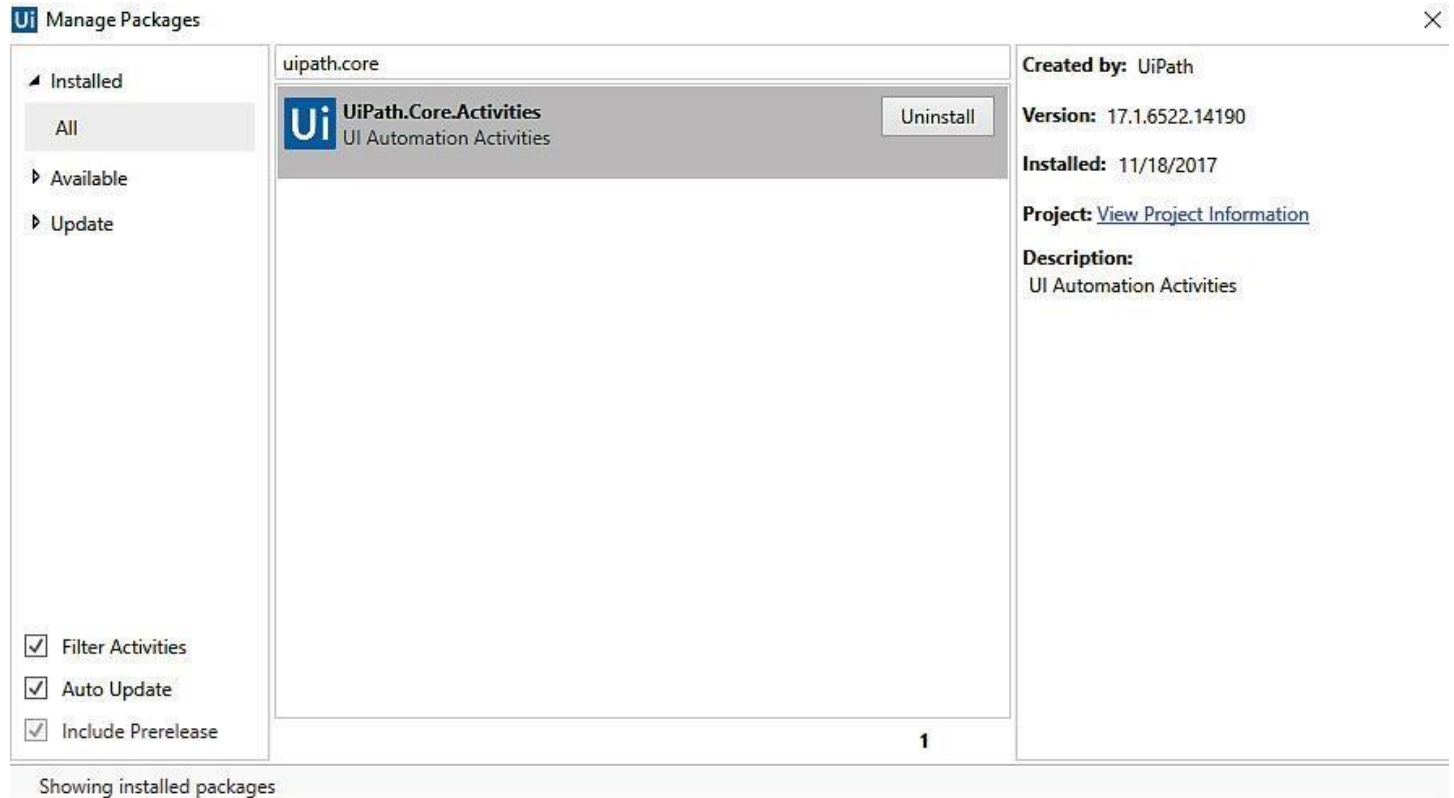 Ui Manage Packages
Installed
All
Available
Update
Filter Activities
Auto Update
Include Prerelease
uipath.core
Ui
UiPath.Core.Activities
UI Automation Activities
Uninstall
1
Created by: UiPath
Version: 17.1.6522.14190
Installed: 11/18/2017
Project: View Project Information
Description:
UI Automation Activities
Showing installed packages